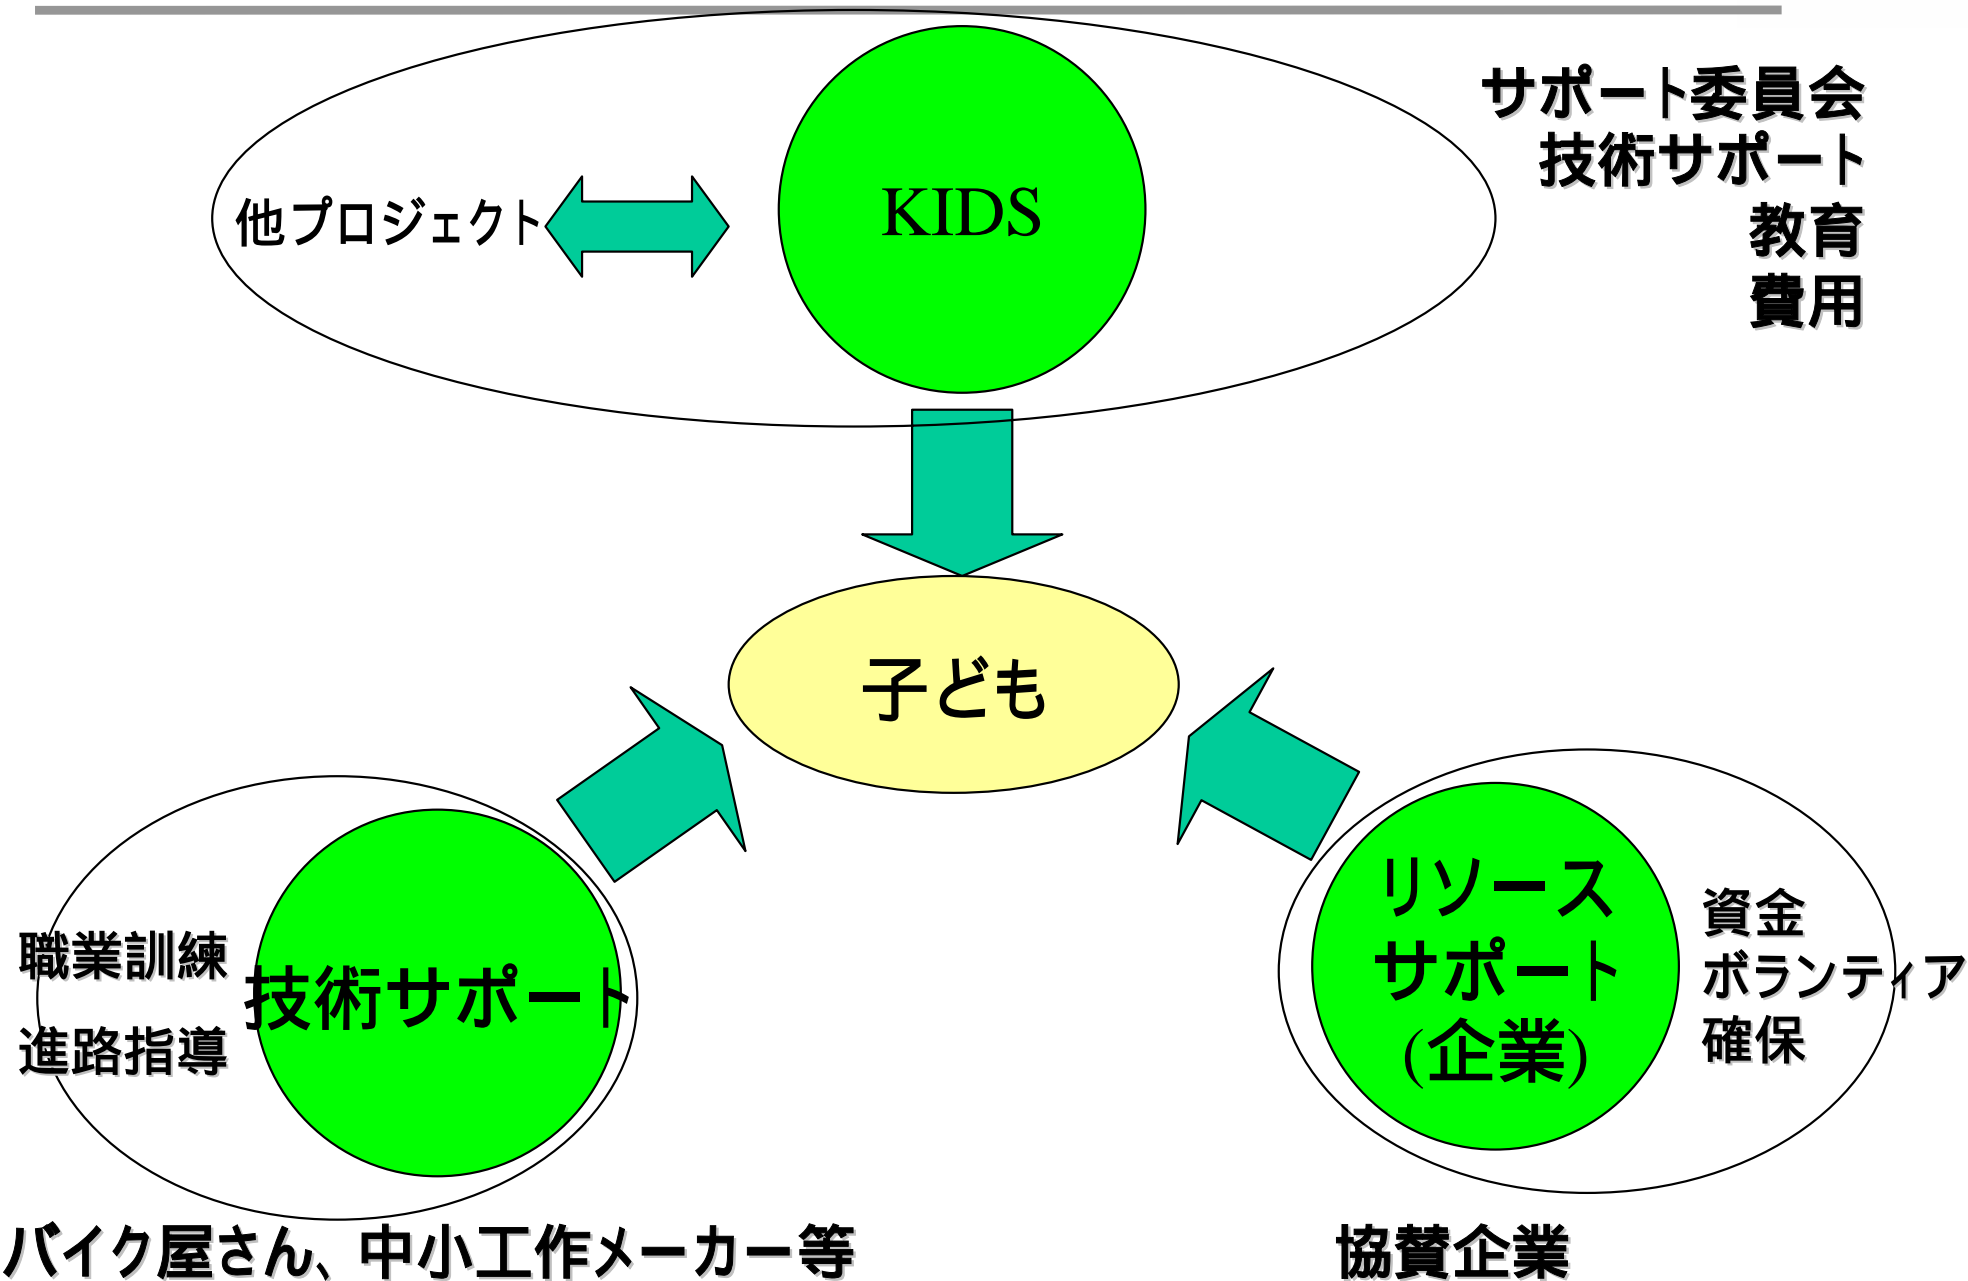 サポート委員会
技術サポート
教育
費用
他プロジェクト
KIDS
子ども
職業訓練
進路指導
技術サポート
リソース
サポート
(企業)
資金
ボランティア
確保
バイク屋さん、中小工作メーカー等
協賛企業